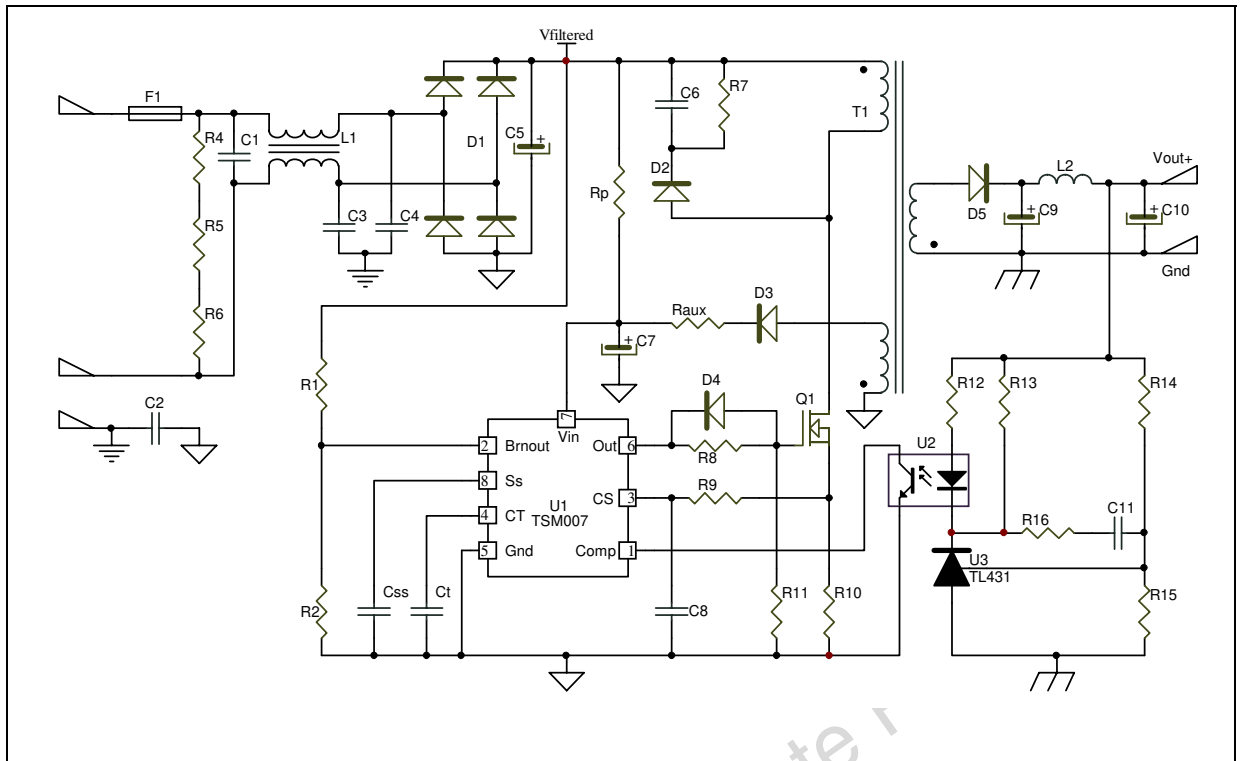 Vfiltered
F1
R4
C1
L1
D1
C5
+
C6
R7
T1
D2
Rp
C3
C4
R5
R6
L2
Vout+
D5
+
C9
+
C10
Gnd
D3
Raux
+
C7
R1
C2
D4
Q1
R12
R13
R14
7
Vin
2
Brnout
Out
6
R8
U2
8
Ss
CS
3
R9
U1
TSM007
4
CT
5
Gnd
Comp
1
R16
C11
U3
TL431
R2
Css
Ct
C8
R11
R10
R15